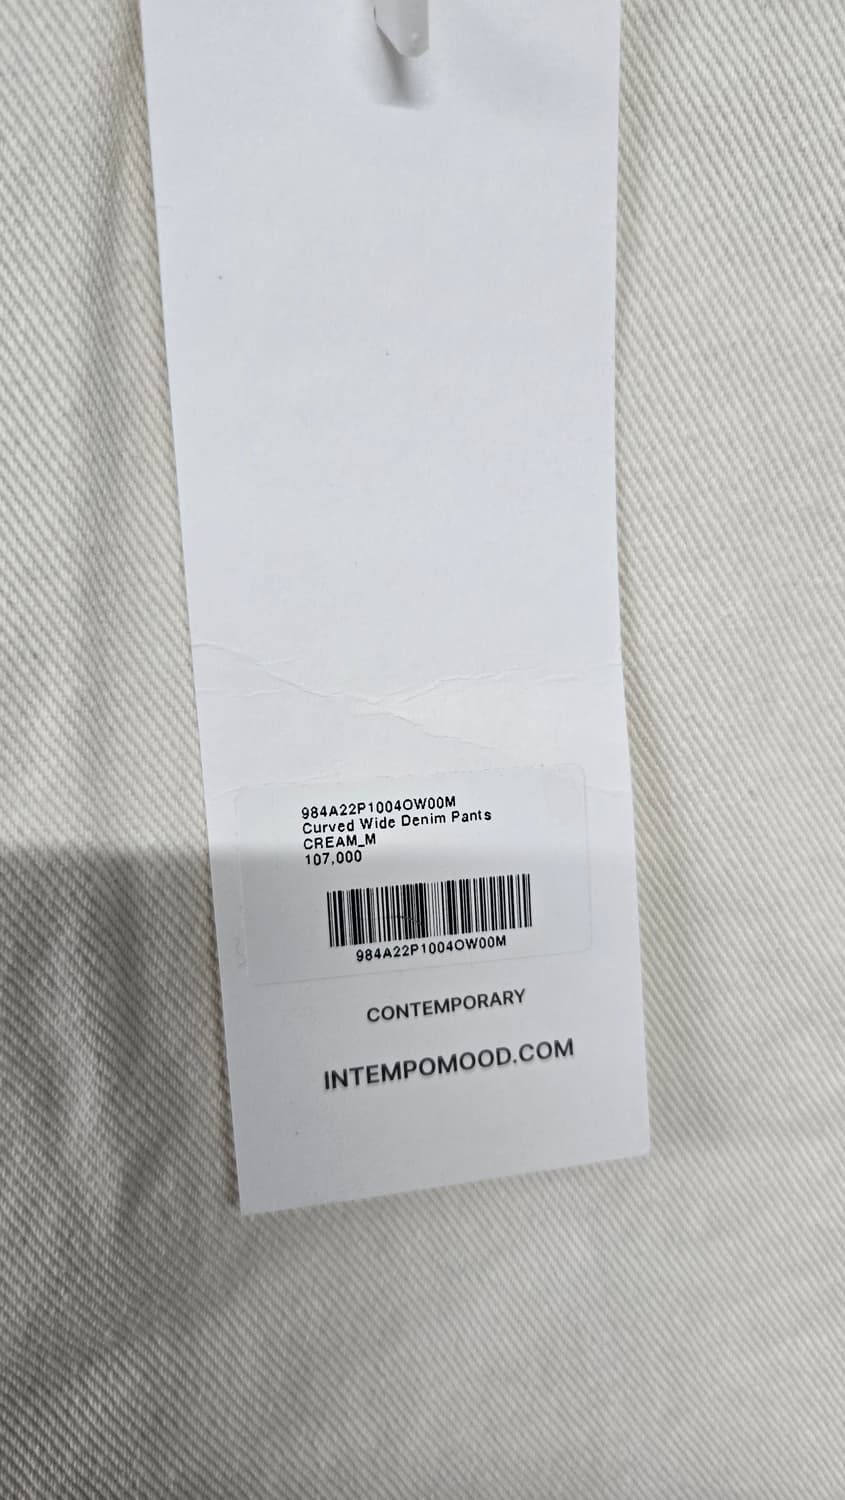 984A22P1004OW00M
Curved Wide Denim Pants
CREAM_M
107,000
984A22P1004OW00M
CONTEMPORARY
INTEMPOMOOD.COM